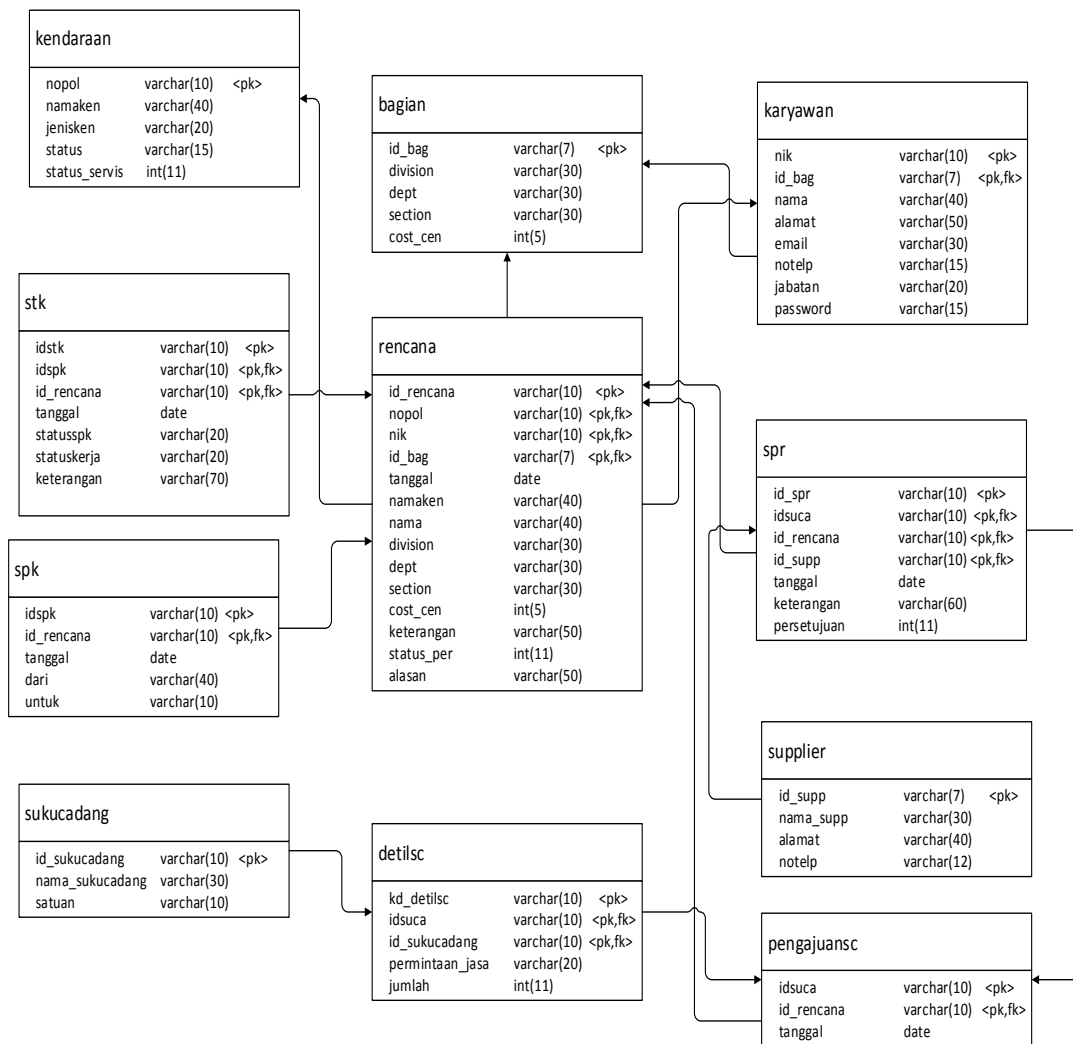 kendaraan
nopol varchar(10) <pk>
namaken varchar(40)
jenisken varchar(20)
status varchar(15)
status_servis int(11)
bagian
id_bag varchar(7) <pk>
division varchar(30)
dept varchar(30)
section varchar(30)
cost_cen int(5)
karyawan
nik varchar(10) <pk>
id_bag varchar(7) <pk,fk>
nama varchar(40)
alamat varchar(50)
email varchar(30)
notelp varchar(15)
jabatan varchar(20)
password varchar(15)
stk
idstk varchar(10) <pk>
idspk varchar(10) <pk,fk>
id_rencana varchar(10) <pk,fk>
tanggal date
statusspk varchar(20)
statuskerja varchar(20)
keterangan varchar(70)
rencana
id_rencana varchar(10) <pk>
nopol varchar(10) <pk,fk>
nik varchar(10) <pk,fk>
id_bag varchar(7) <pk,fk>
tanggal date
namaken varchar(40)
nama varchar(40)
division varchar(30)
dept varchar(30)
section varchar(30)
cost_cen int(5)
keterangan varchar(50)
status_per int(11)
alasan varchar(50)
spr
id_spr varchar(10) <pk>
idsuca varchar(10) <pk,fk>
id_rencana varchar(10) <pk,fk>
id_supp varchar(10) <pk,fk>
tanggal date
keterangan varchar(60)
persetujuan int(11)
spk
idspk varchar(10) <pk>
id_rencana varchar(10) <pk,fk>
tanggal date
dari varchar(40)
untuk varchar(10)
supplier
id_supp varchar(7) <pk>
nama_supp varchar(30)
alamat varchar(40)
notelp varchar(12)
sukucadang
id_sukucadang varchar(10) <pk>
nama_sukucadang varchar(30)
satuan varchar(10)
detilsc
kd_detilsc varchar(10) <pk>
idsuca varchar(10) <pk,fk>
id_sukucadang varchar(10) <pk,fk>
permintaan_jasa varchar(20)
jumlah int(11)
pengajuansc
idsuca varchar(10) <pk>
id_rencana varchar(10) <pk,fk>
tanggal date